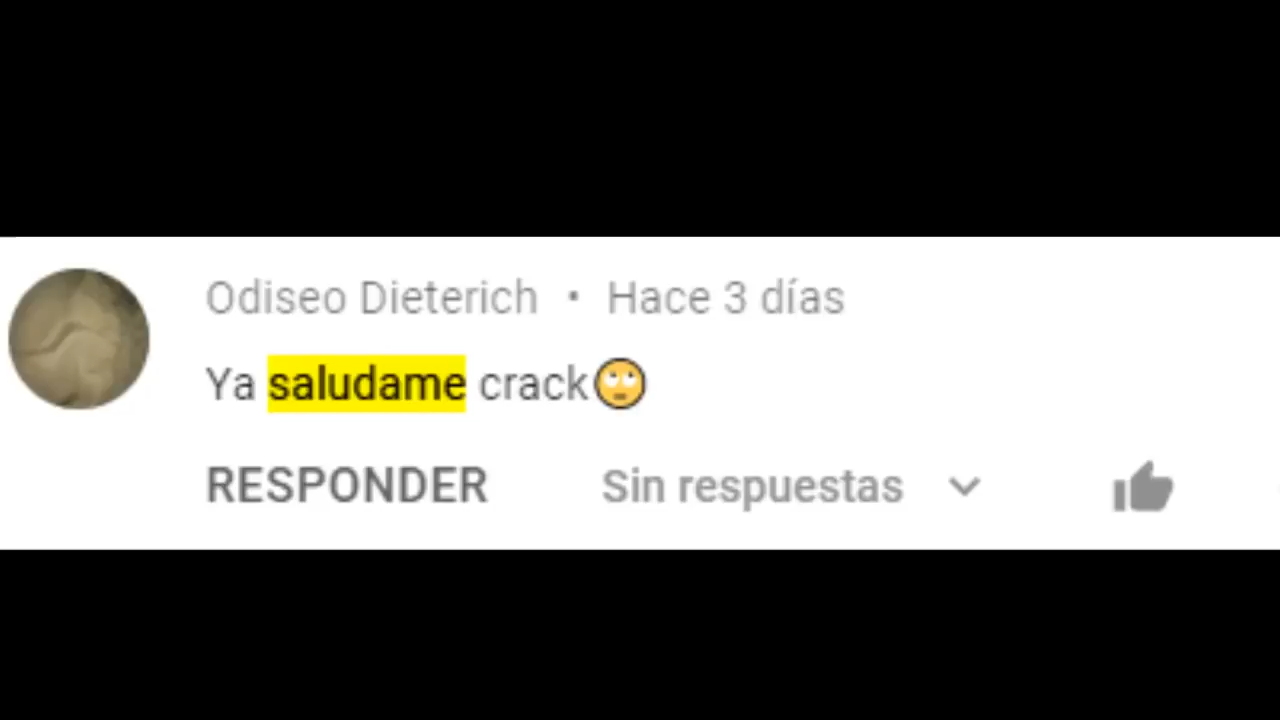 Odiseo Dieterich • Hace 3 días
Ya saludame crack🙄
RESPONDER Sin respuestas